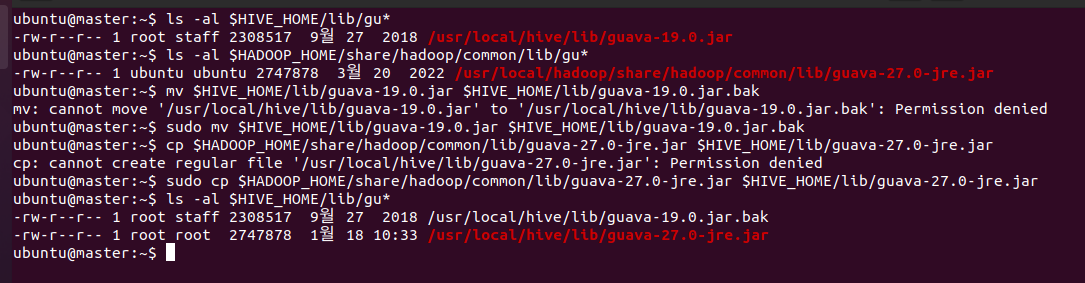 ubuntu@master:~$ ls -al $HIVE_HOME/lib/gu*
-rw-r--r-- 1 root staff 2308517  9월 27  2018 /usr/local/hive/lib/guava-19.0.jar
ubuntu@master:~$ ls -al $HADOOP_HOME/share/hadoop/common/lib/gu*
-rw-r--r-- 1 ubuntu ubuntu 2747878  3월 20  2022 /usr/local/hadoop/share/hadoop/common/lib/guava-27.0-jre.jar
ubuntu@master:~$ mv $HIVE_HOME/lib/guava-19.0.jar $HIVE_HOME/lib/guava-19.0.jar.bak
mv: cannot move '/usr/local/hive/lib/guava-19.0.jar' to '/usr/local/hive/lib/guava-19.0.jar.bak': Permission denied
ubuntu@master:~$ sudo mv $HIVE_HOME/lib/guava-19.0.jar $HIVE_HOME/lib/guava-19.0.jar.bak
ubuntu@master:~$ cp $HADOOP_HOME/share/hadoop/common/lib/guava-27.0-jre.jar $HIVE_HOME/lib/guava-27.0-jre.jar
cp: cannot create regular file '/usr/local/hive/lib/guava-27.0-jre.jar': Permission denied
ubuntu@master:~$ sudo cp $HADOOP_HOME/share/hadoop/common/lib/guava-27.0-jre.jar $HIVE_HOME/lib/guava-27.0-jre.jar
ubuntu@master:~$ ls -al $HIVE_HOME/lib/gu*
-rw-r--r-- 1 root staff 2308517  9월 27  2018 /usr/local/hive/lib/guava-19.0.jar.bak
-rw-r--r-- 1 root root  2747878  1월 18 10:33 /usr/local/hive/lib/guava-27.0-jre.jar
ubuntu@master:~$